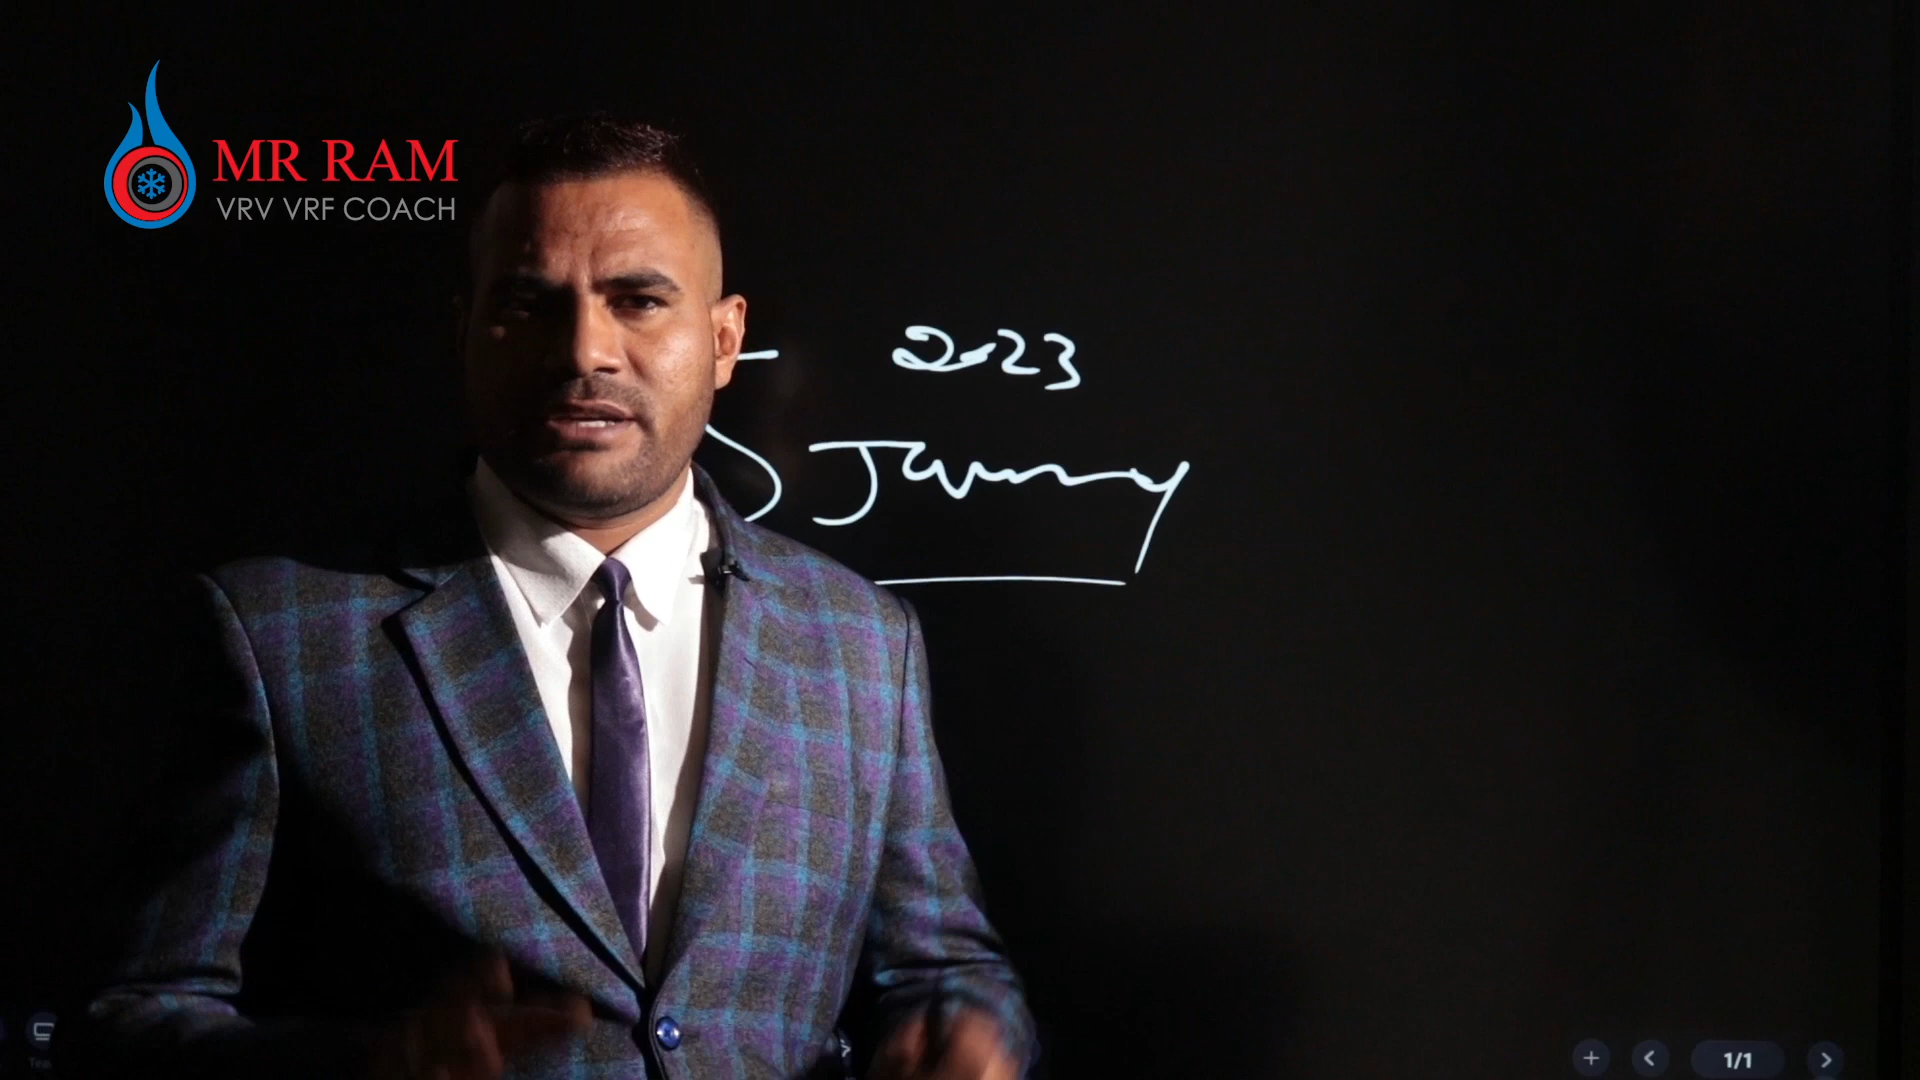 MR RAM
VRV VRF COACH
2023
January
1/1